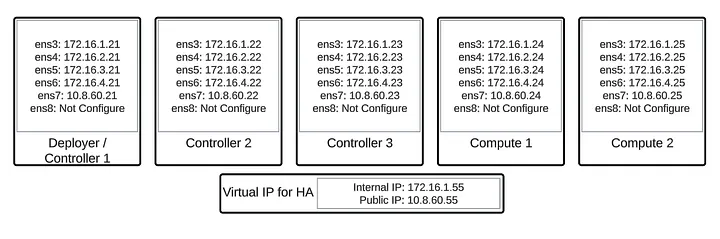 ens3: 172.16.1.21
ens4: 172.16.2.21
ens5: 172.16.3.21
ens6: 172.16.4.21
ens7: 10.8.60.21
ens8: Not Configure
Deployer /
Controller 1
ens3: 172.16.1.22
ens4: 172.16.2.22
ens5: 172.16.3.22
ens6: 172.16.4.22
ens7: 10.8.60.22
ens8: Not Configure
Controller 2
ens3: 172.16.1.23
ens4: 172.16.2.23
ens5: 172.16.3.23
ens6: 172.16.4.23
ens7: 10.8.60.23
ens8: Not Configure
Controller 3
ens3: 172.16.1.24
ens4: 172.16.2.24
ens5: 172.16.3.24
ens6: 172.16.4.24
ens7: 10.8.60.24
ens8: Not Configure
Compute 1
ens3: 172.16.1.25
ens4: 172.16.2.25
ens5: 172.16.3.25
ens6: 172.16.4.25
ens7: 10.8.60.25
ens8: Not Configure
Compute 2
Virtual IP for HA
Internal IP: 172.16.1.55
Public IP: 10.8.60.55